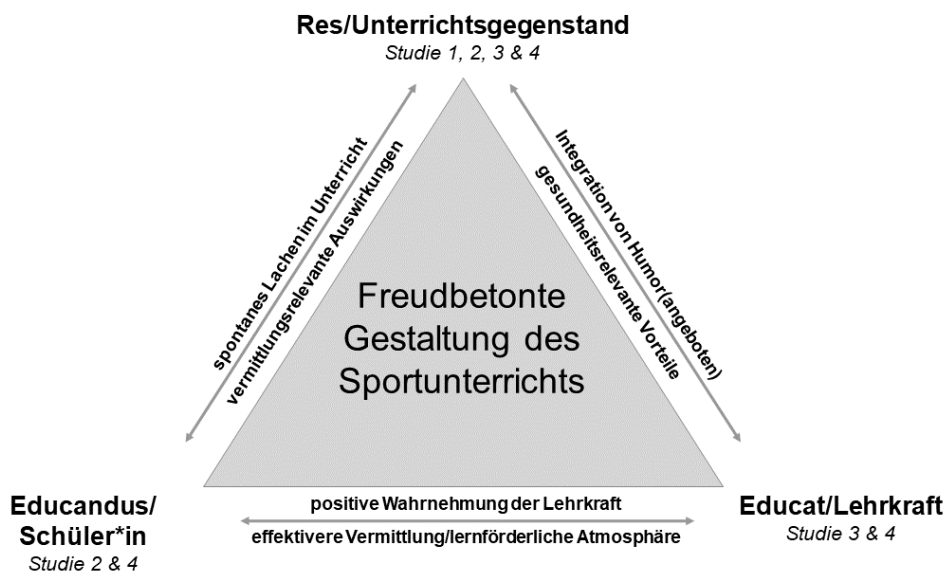 Res/Unterrichtsgegenstand
Studie 1, 2, 3 & 4
spontanes Lachen im Unterricht
vermittlungsrelevante Auswirkungen
Integration von Humor(angeboten)
gesundheitsrelevante Vorteile
Freudbetonte
Gestaltung des
Sportunterrichts
Educandus/
Schüler*in
Studie 2 & 4
positive Wahrnehmung der Lehrkraft
effektivere Vermittlung/lernförderliche Atmosphäre
Educat/Lehrkraft
Studie 3 & 4